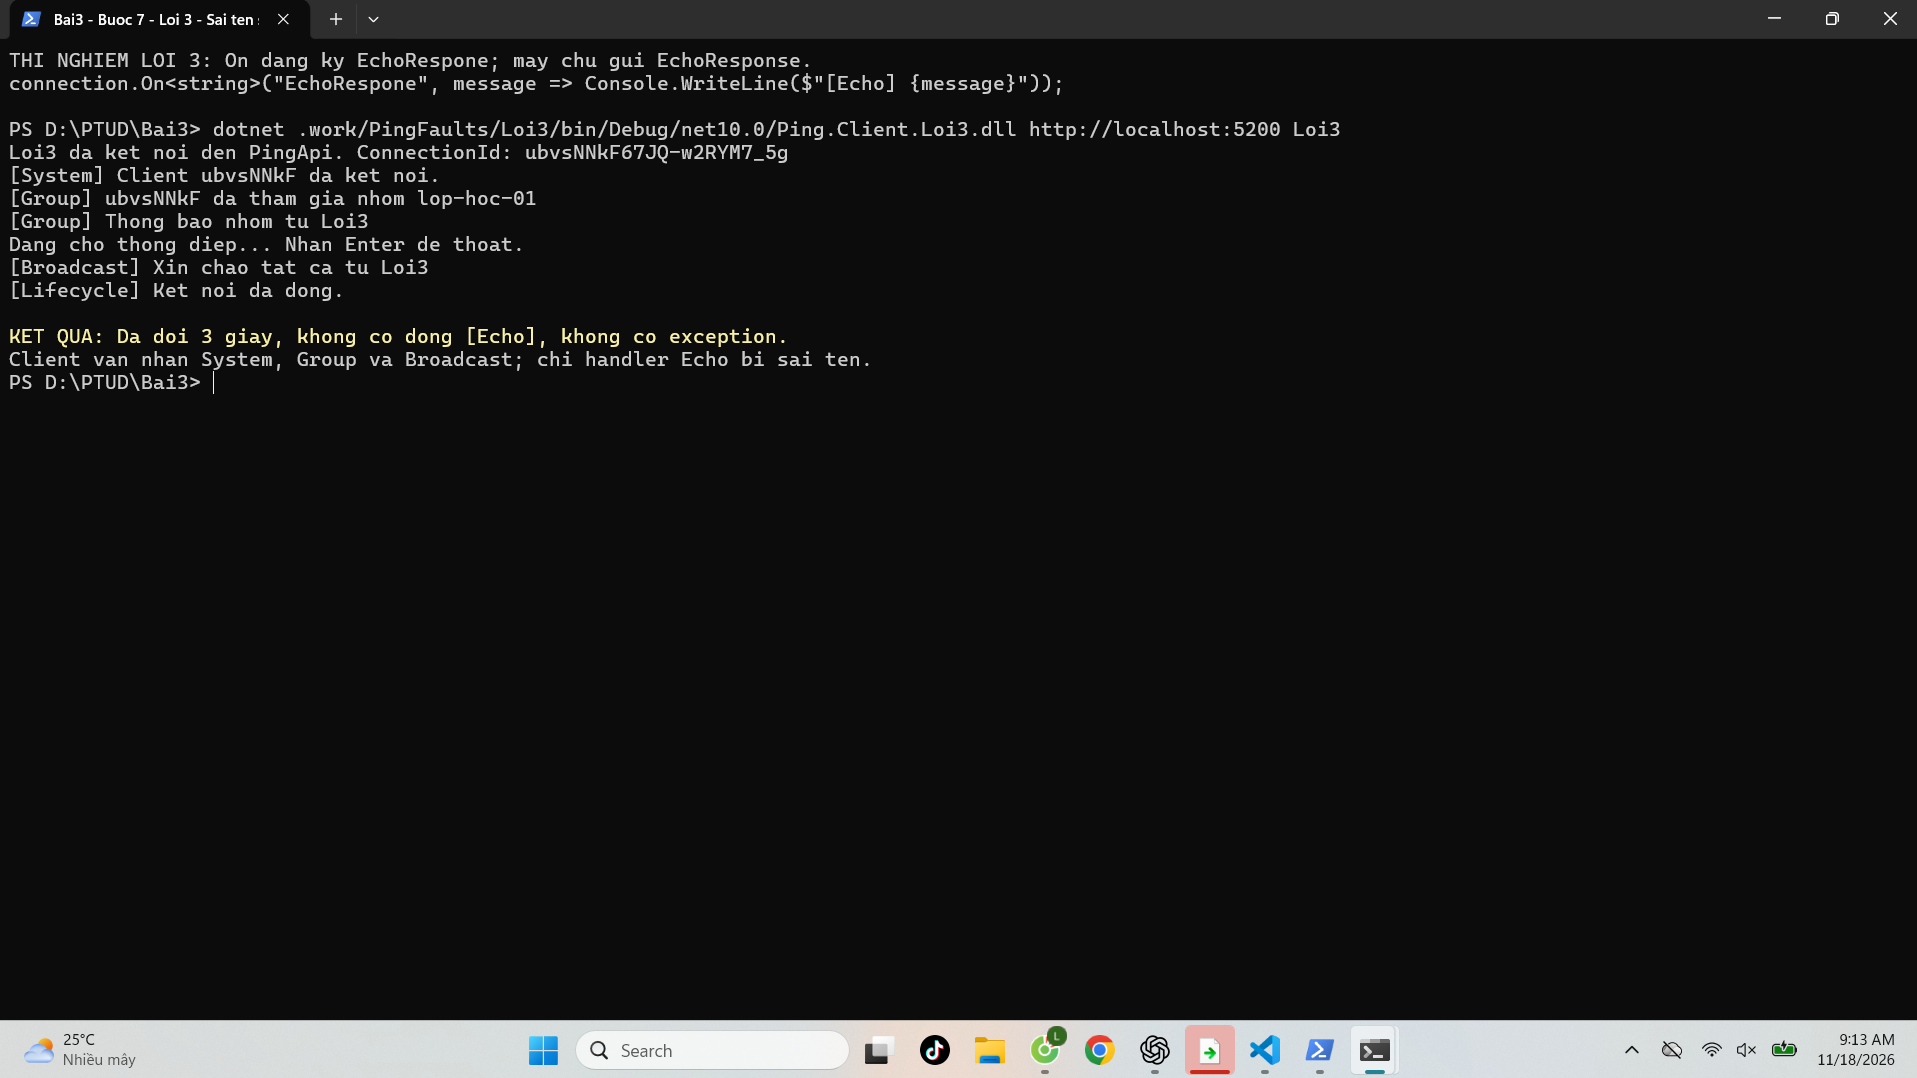 Bai3 - Buoc 7 - Loi 3 - Sai ten
THI NGHIEM LOI 3: On dang ky EchoRespone; may chu gui EchoResponse.
connection.On<string>("EchoRespone", message => Console.WriteLine($"[Echo] {message}"));
PS D:\PTUD\Bai3> dotnet .work/PingFaults/Loi3/bin/Debug/net10.0/Ping.Client.Loi3.dll http://localhost:5200 Loi3
Loi3 da ket noi den PingApi. ConnectionId: ubvsNNkF67JQ-w2RYM7_5g
[System] Client ubvsNNkF da ket noi.
[Group] ubvsNNkF da tham gia nhom lop-hoc-01
[Group] Thong bao nhom tu Loi3
Dang cho thong diep... Nhan Enter de thoat.
[Broadcast] Xin chao tat ca tu Loi3
[Lifecycle] Ket noi da dong.
KET QUA: Da doi 3 giay, khong co dong [Echo], khong co exception.
Client van nhan System, Group va Broadcast; chi handler Echo bi sai ten.
PS D:\PTUD\Bai3>
25°C
Nhiều mây
Search
L
9:13 AM
11/18/2026